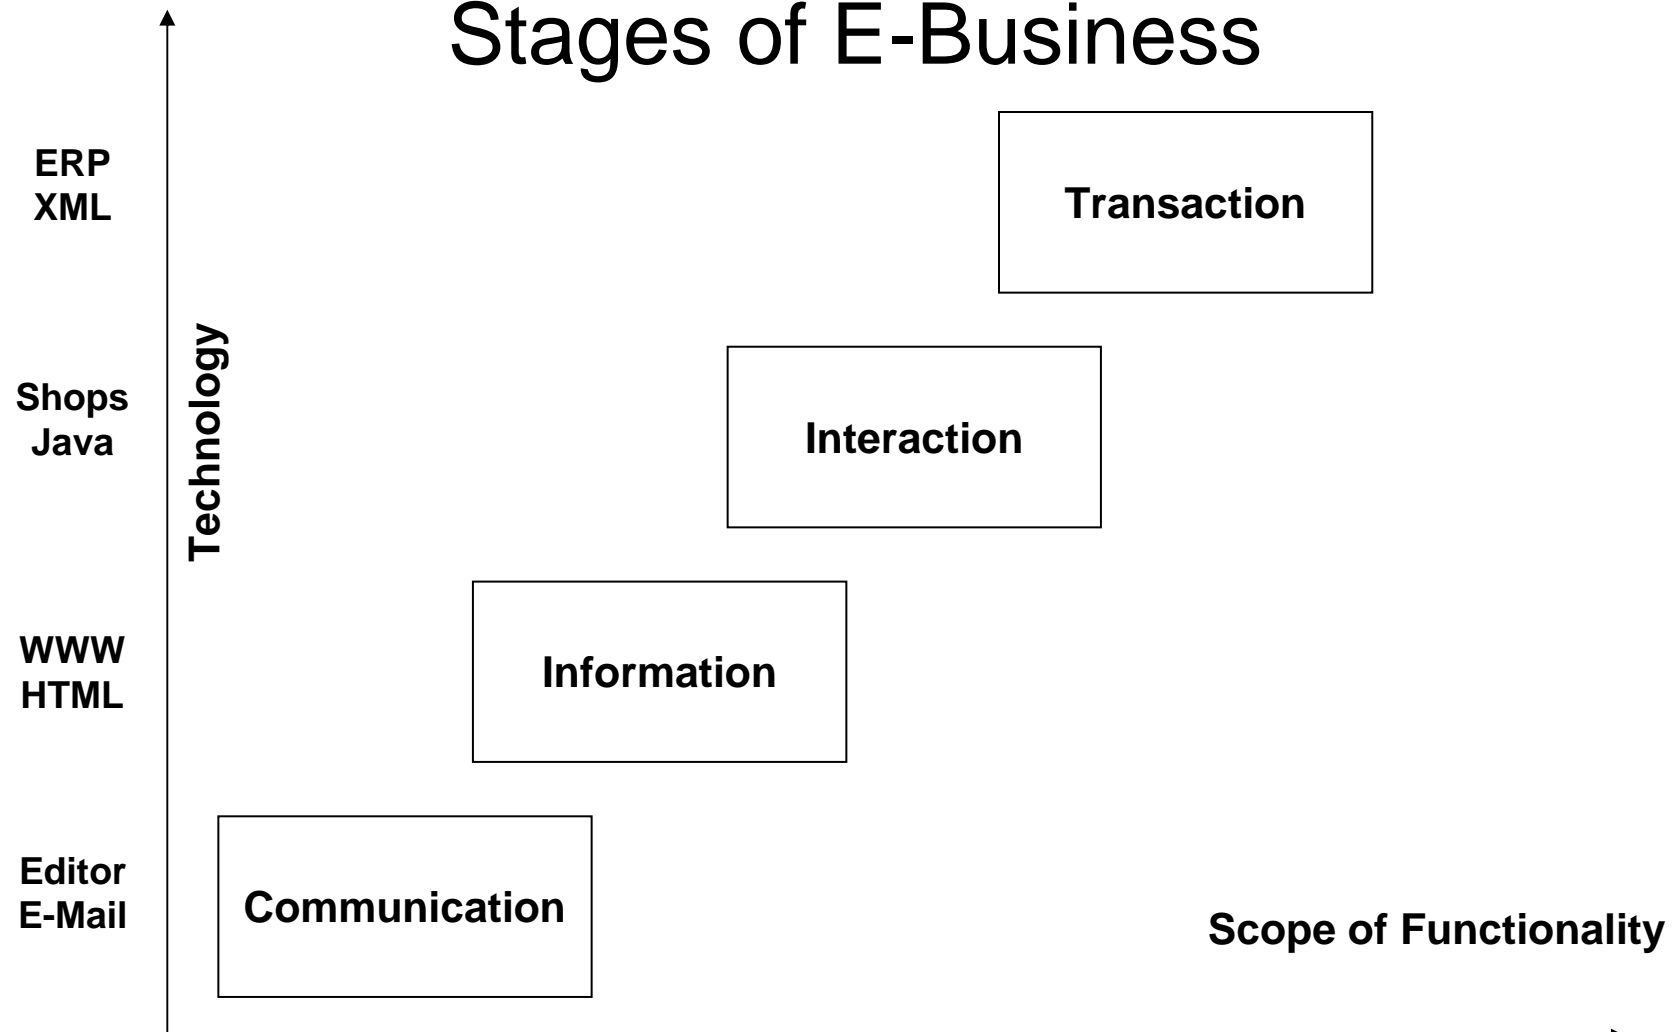 Stages of E-Business
ERP
XML
Transaction
Technology
Shops
Java
Interaction
WWW
HTML
Information
Editor
E-Mail
Communication
Scope of Functionality